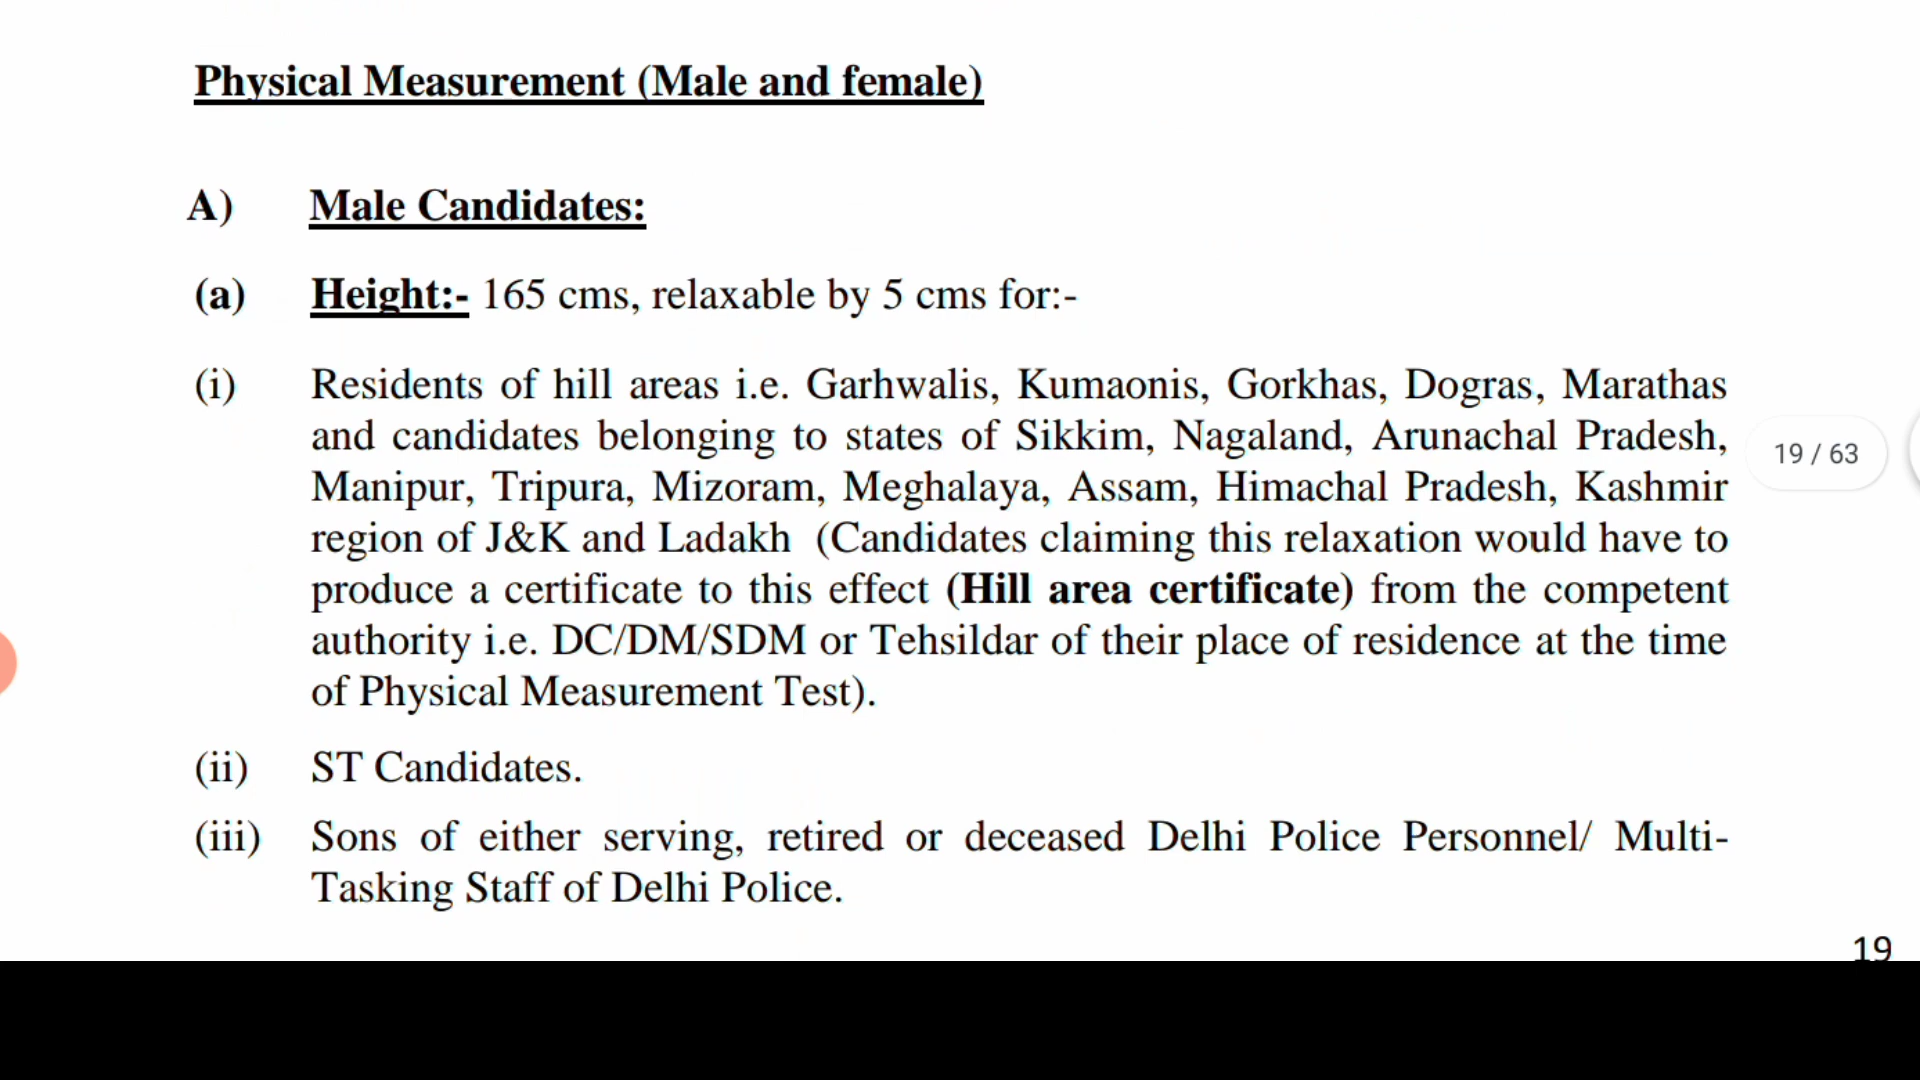 Physical Measurement (Male and female)
A) Male Candidates:
(a) Height:- 165 cms, relaxable by 5 cms for:-
(i) Residents of hill areas i.e. Garhwalis, Kumaonis, Gorkhas, Dogras, Marathas
and candidates belonging to states of Sikkim, Nagaland, Arunachal Pradesh,
Manipur, Tripura, Mizoram, Meghalaya, Assam, Himachal Pradesh, Kashmir
region of J&K and Ladakh (Candidates claiming this relaxation would have to
produce a certificate to this effect (Hill area certificate) from the competent
authority i.e. DC/DM/SDM or Tehsildar of their place of residence at the time
of Physical Measurement Test).
(ii) ST Candidates.
(iii) Sons of either serving, retired or deceased Delhi Police Personnel/ Multi-
Tasking Staff of Delhi Police.
19 / 63
19